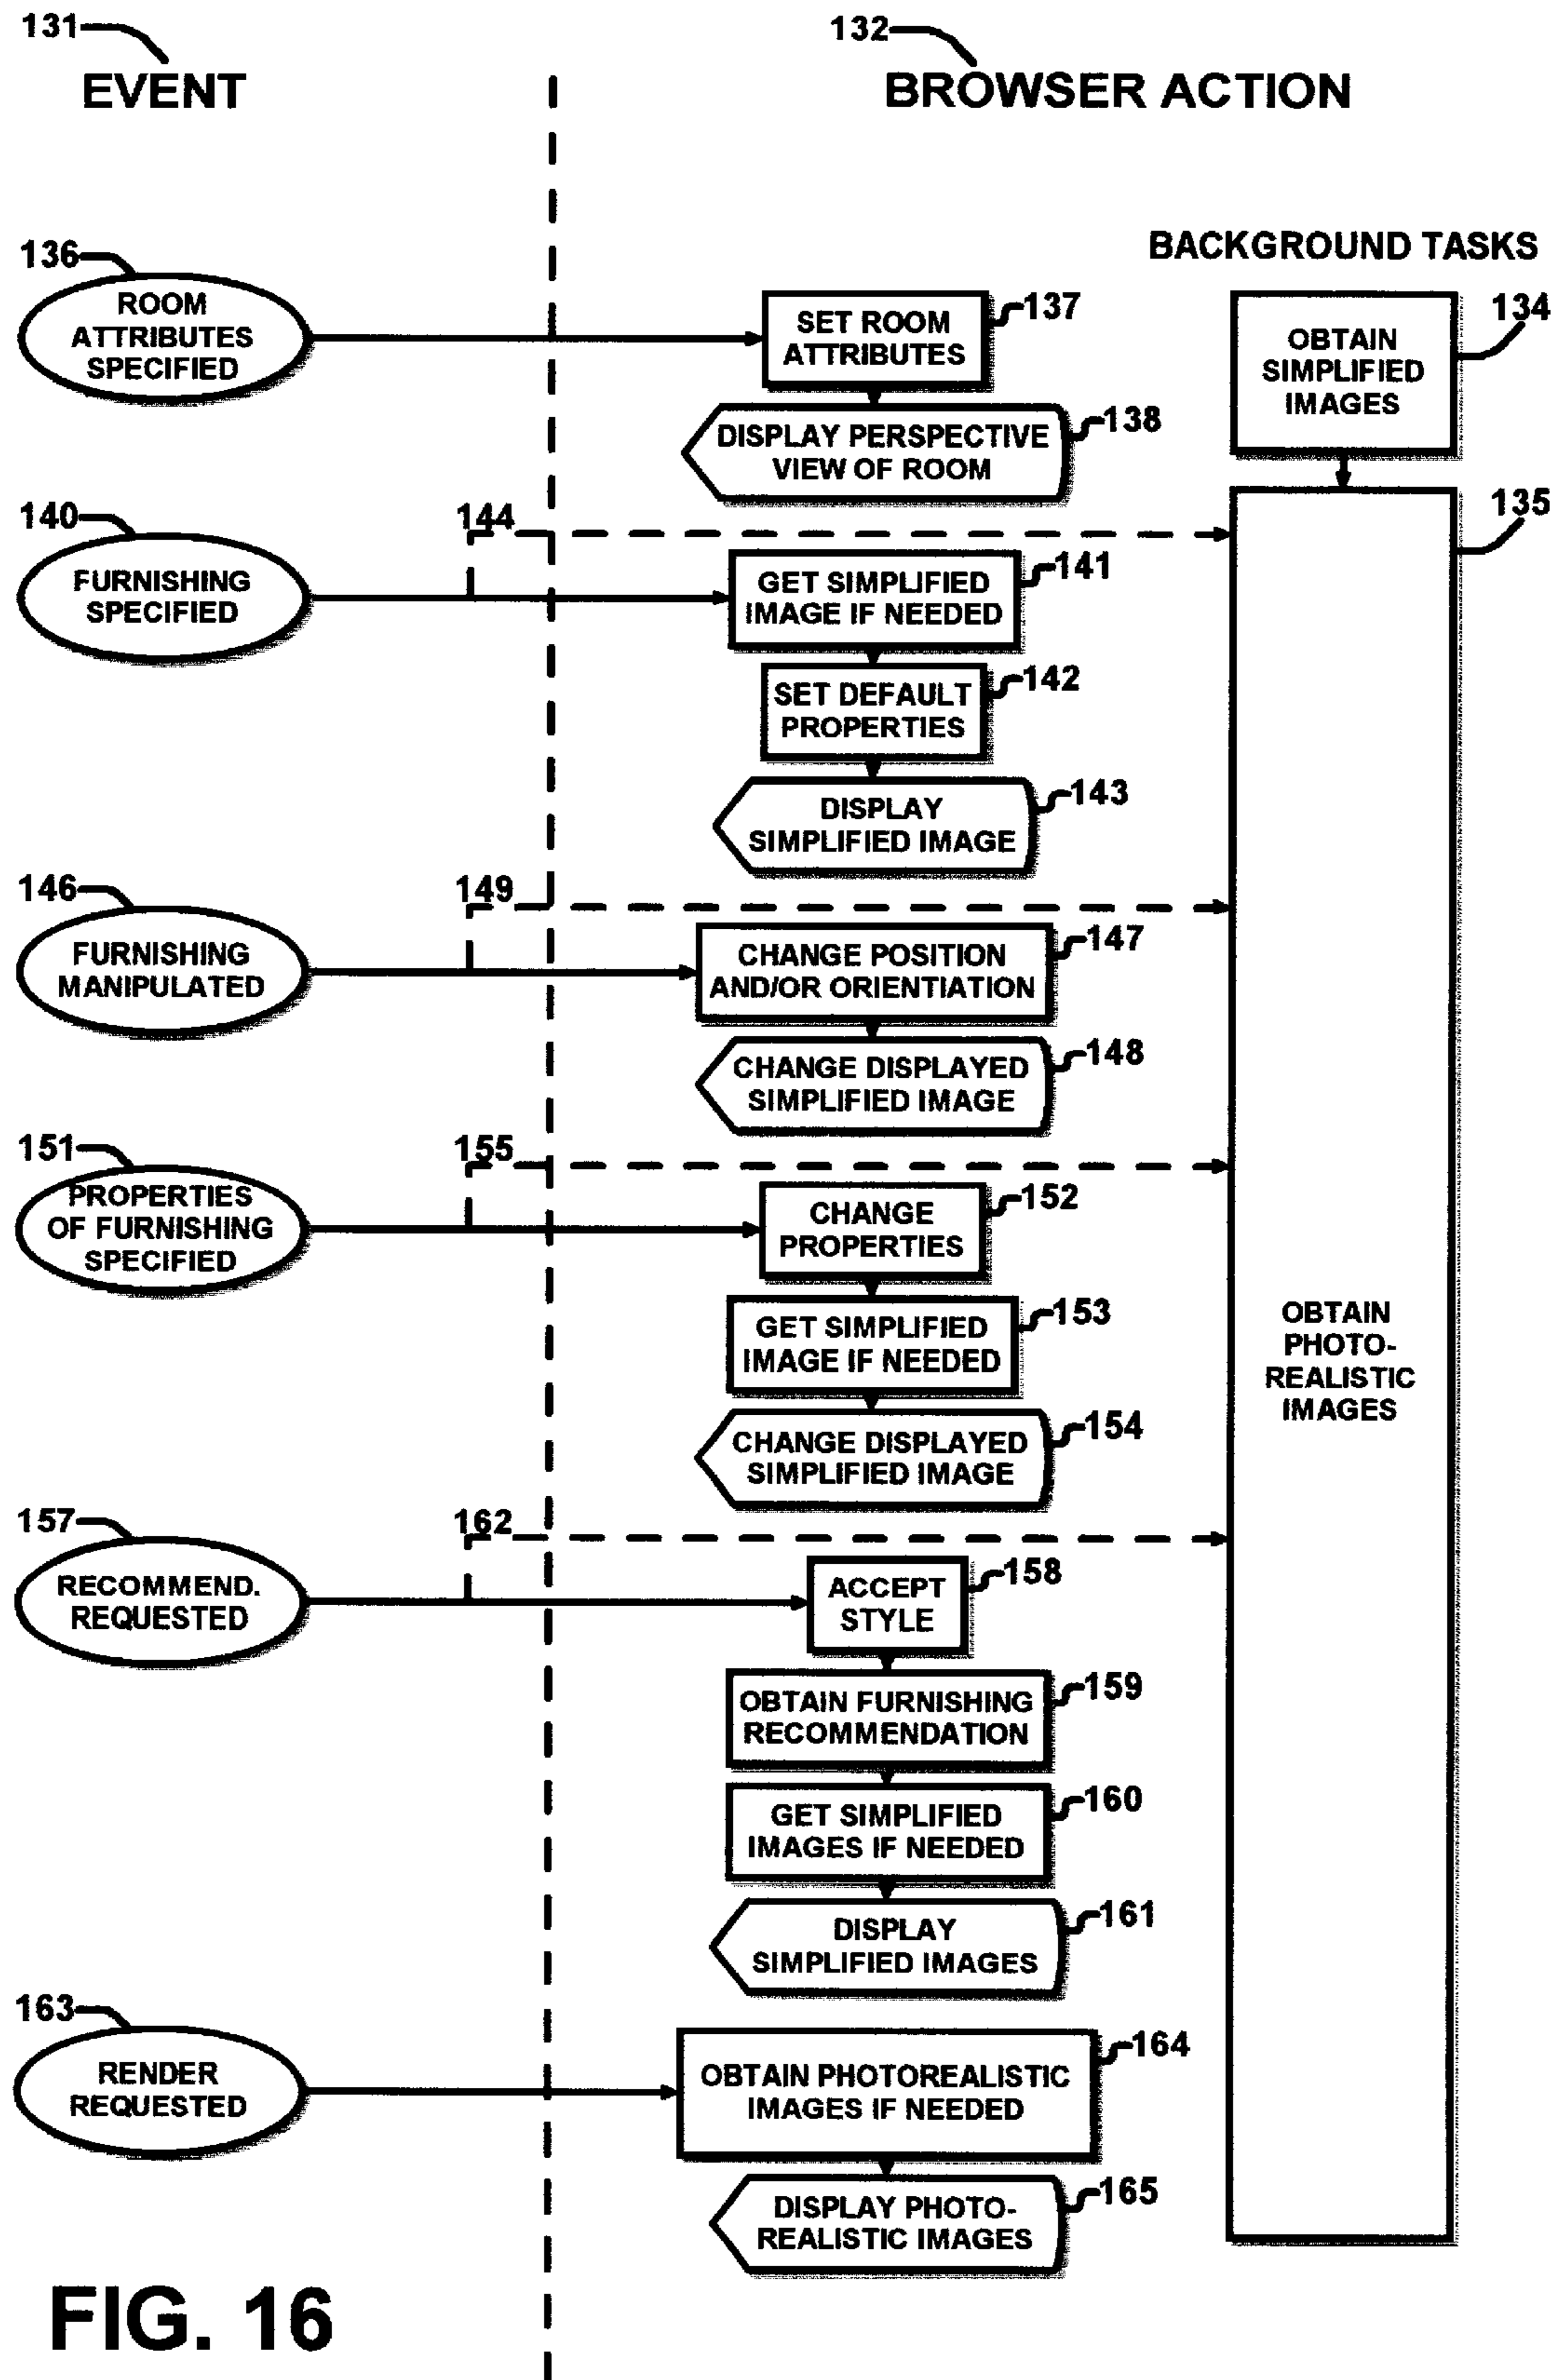 131
132
EVENT
BROWSER ACTION
BACKGROUND TASKS
136
ROOM
ATTRIBUTES
SPECIFIED
SET ROOM
ATTRIBUTES
137
DISPLAY PERSPECTIVE
VIEW OF ROOM
138
OBTAIN
SIMPLIFIED
IMAGES
134
135
140
FURNISHING
SPECIFIED
144
GET SIMPLIFIED
IMAGE IF NEEDED
141
SET DEFAULT
PROPERTIES
142
DISPLAY
SIMPLIFIED IMAGE
143
146
FURNISHING
MANIPULATED
149
CHANGE POSITION
AND/OR ORIENTIATION
147
CHANGE DISPLAYED
SIMPLIFIED IMAGE
148
151
PROPERTIES
OF FURNISHING
SPECIFIED
155
CHANGE
PROPERTIES
152
GET SIMPLIFIED
IMAGE IF NEEDED
153
CHANGE DISPLAYED
SIMPLIFIED IMAGE
154
OBTAIN
PHOTO-
REALISTIC
IMAGES
157
RECOMMEND.
REQUESTED
162
ACCEPT
STYLE
158
OBTAIN FURNISHING
RECOMMENDATION
159
GET SIMPLIFIED
IMAGES IF NEEDED
160
DISPLAY
SIMPLIFIED IMAGES
161
163
RENDER
REQUESTED
OBTAIN PHOTOREALISTIC
IMAGES IF NEEDED
164
DISPLAY PHOTO-
REALISTIC IMAGES
165
FIG. 16